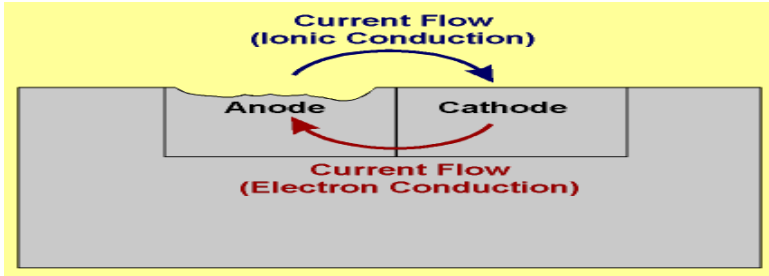 Current Flow
(Ionic Conduction)
Anode
Cathode
Current Flow
(Electron Conduction)